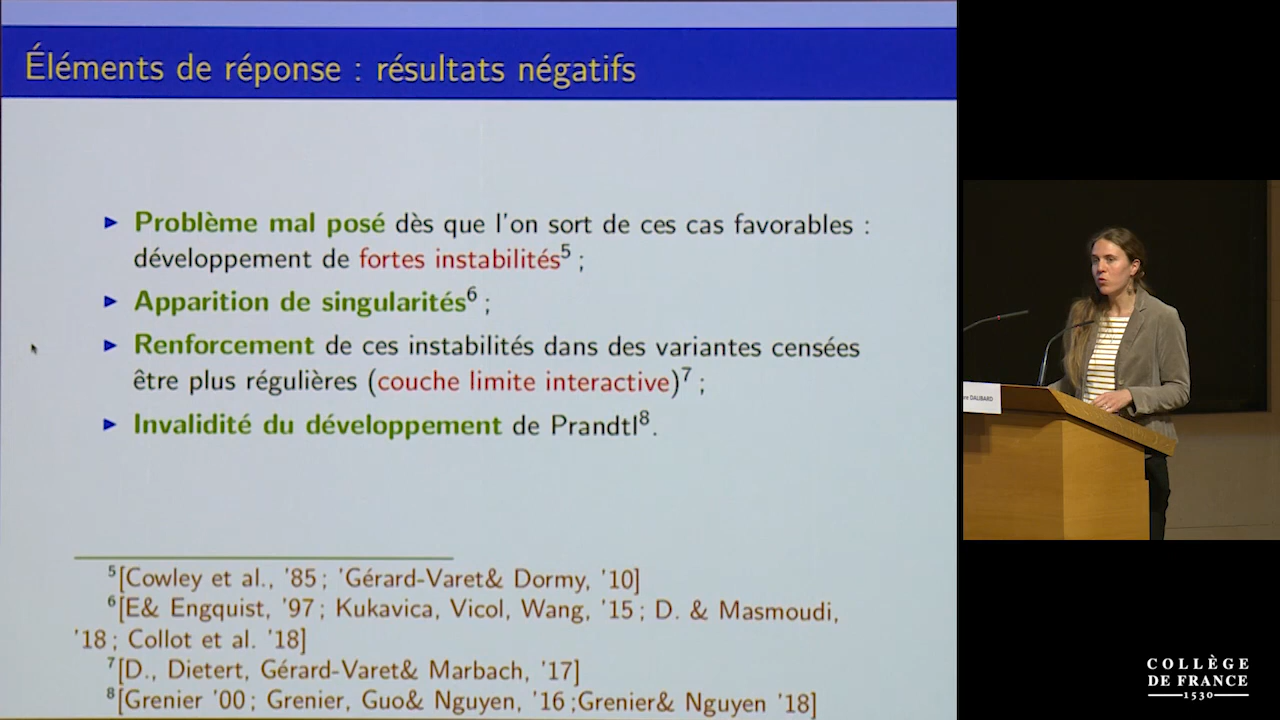 Éléments de réponse : résultats négatifs
Problème mal posé dès que l'on sort de ces cas favorables :
développement de fortes instabilités5 ;
Apparition de singularités6 ;
Renforcement de ces instabilités dans des variantes censées
être plus régulières (couche limite interactive)7 ;
Invalidité du développement de Prandtl8.
5[Cowley et al., '85 ; 'Gérard-Varet& Dormy, '10]
6[E& Engquist, '97 ; Kukavica, Vicol, Wang, '15 ; D. & Masmoudi,
'18 ; Collot et al. '18]
7[D., Dietert, Gérard-Varet& Marbach, '17]
8[Grenier '00 ; Grenier, Guo& Nguyen, '16 ;Grenier& Nguyen '18]
DALIBARD
COLLÈGE
DE FRANCE
1530